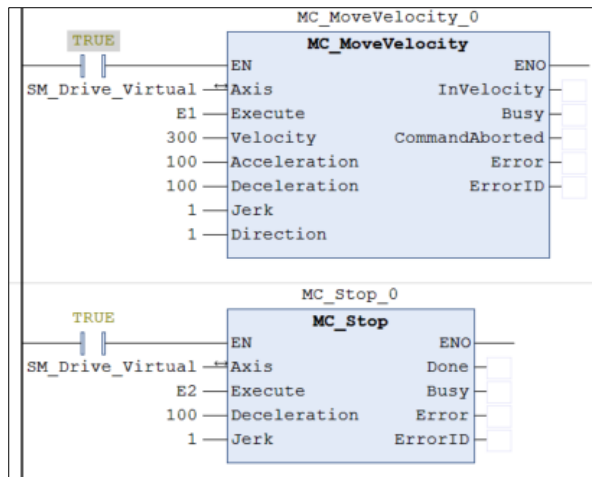 MC_MoveVelocity_0
TRUE
MC_MoveVelocity
EN ENO
SM_Drive_Virtual Axis InVelocity
E1 Execute Busy
300 Velocity CommandAborted
100 Acceleration Error
100 Deceleration ErrorID
1 Jerk
1 Direction
MC_Stop_0
TRUE
MC_Stop
EN ENO
SM_Drive_Virtual Axis Done
E2 Execute Busy
100 Deceleration Error
1 Jerk ErrorID